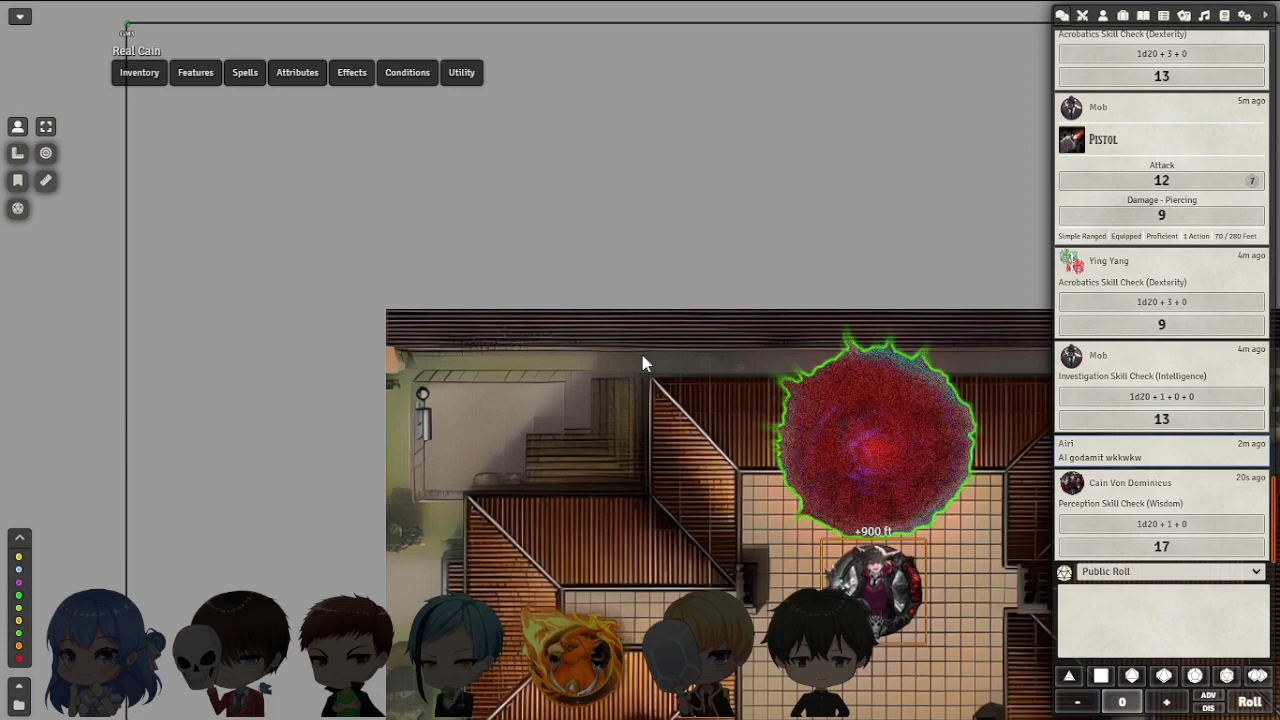 Real Cain
Inventory Features Spells Attributes Effects Conditions Utility
+900 ft
Acrobatics Skill Check (Dexterity)
1d20 + 3 + 0
13
Mob 5m ago
Pistol
Attack
12 7
Damage - Piercing
9
Simple Ranged Equipped Proficient 1 Action 70 / 280 Feet
Ying Yang 4m ago
Acrobatics Skill Check (Dexterity)
1d20 + 3 + 0
9
Mob 4m ago
Investigation Skill Check (Intelligence)
1d20 + 1 + 0 + 0
13
Airi 2m ago
AI godamit wkkwkw
Cain Von Dominicus 20s ago
Perception Skill Check (Wisdom)
1d20 + 1 + 0
17
Public Roll
- 0 + ADV DIS Roll